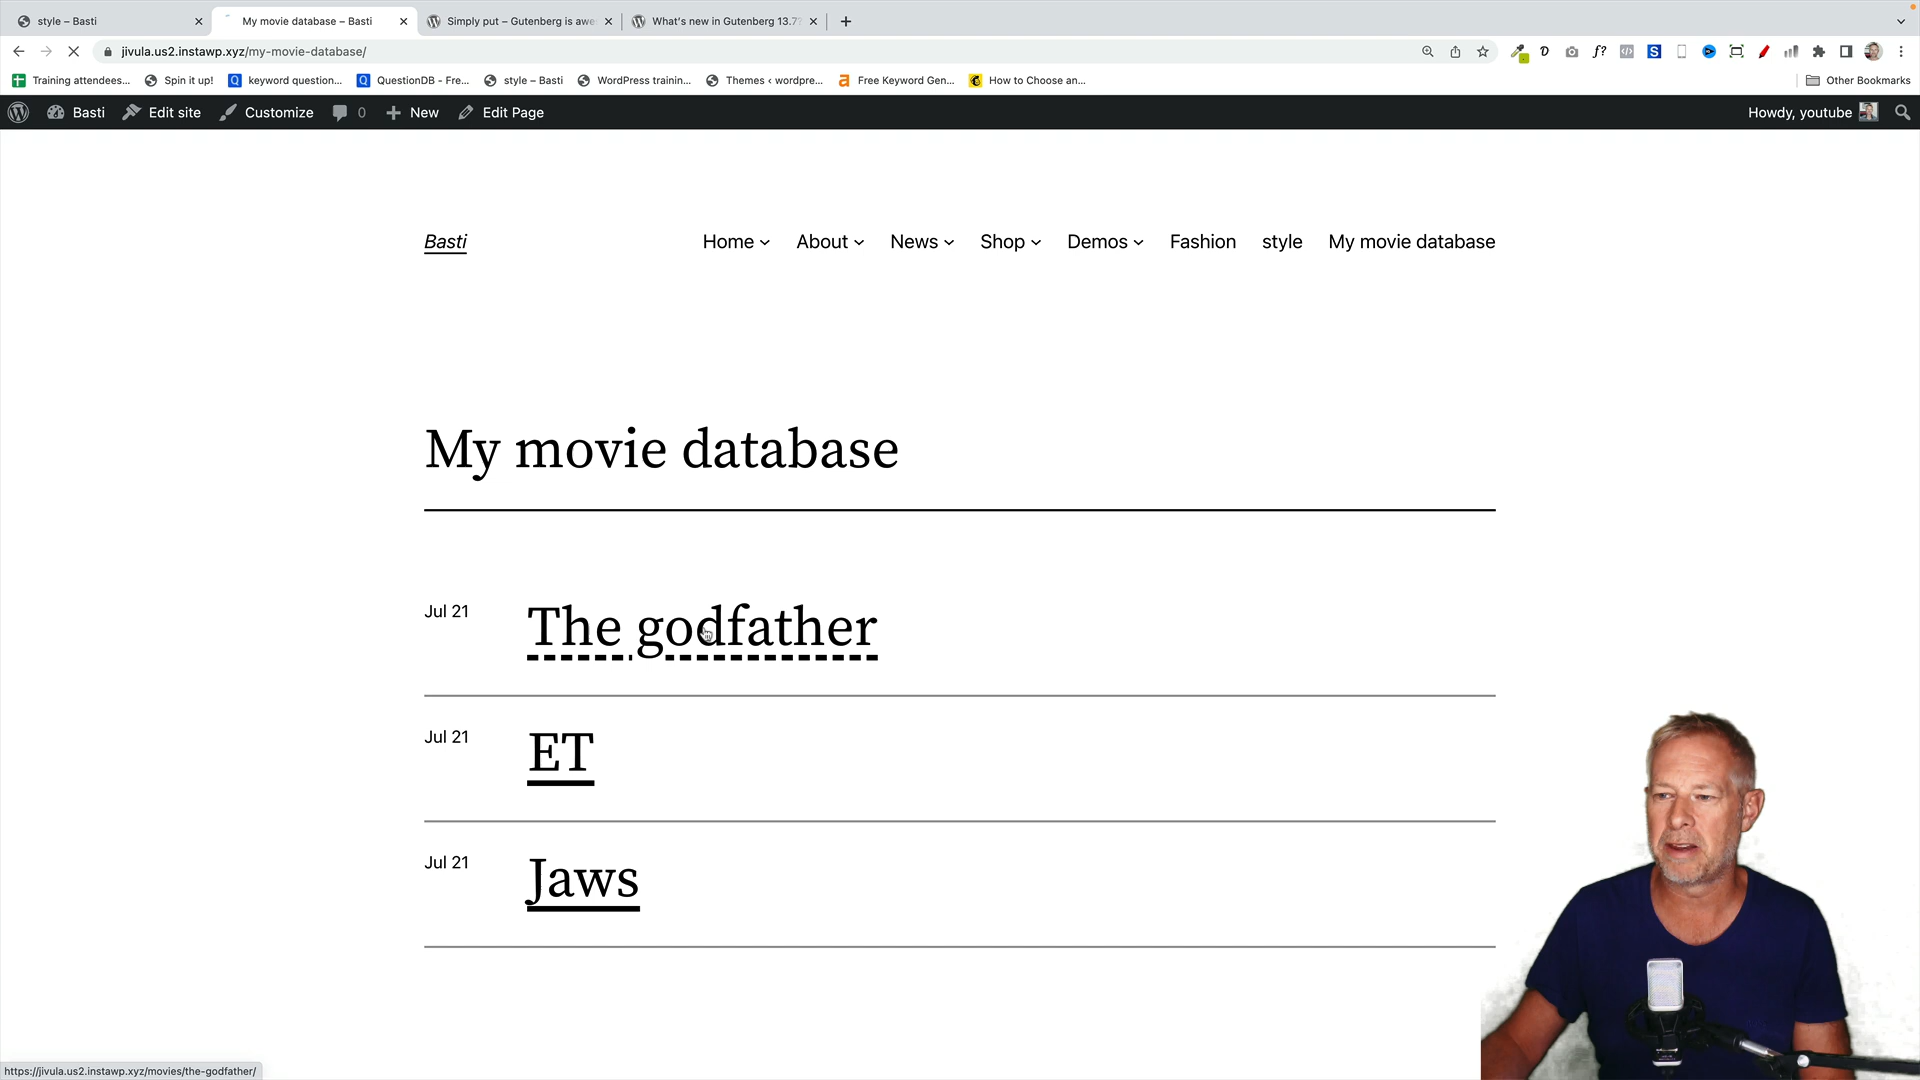 style – Basti
My movie database – Basti
Simply put – Gutenberg is awe
What's new in Gutenberg 13.7?
jivula.us2.instawp.xyz/my-movie-database/
Training attendees...
Spin it up!
keyword question...
QuestionDB - Fre...
style – Basti
WordPress trainin...
Themes ‹ wordpre...
Free Keyword Gen...
How to Choose an...
Other Bookmarks
Basti
Edit site
Customize
0
New
Edit Page
Howdy, youtube
Basti
Home
About
News
Shop
Demos
Fashion
style
My movie database
My movie database
Jul 21
The godfather
Jul 21
ET
Jul 21
Jaws
https://jivula.us2.instawp.xyz/movies/the-godfather/